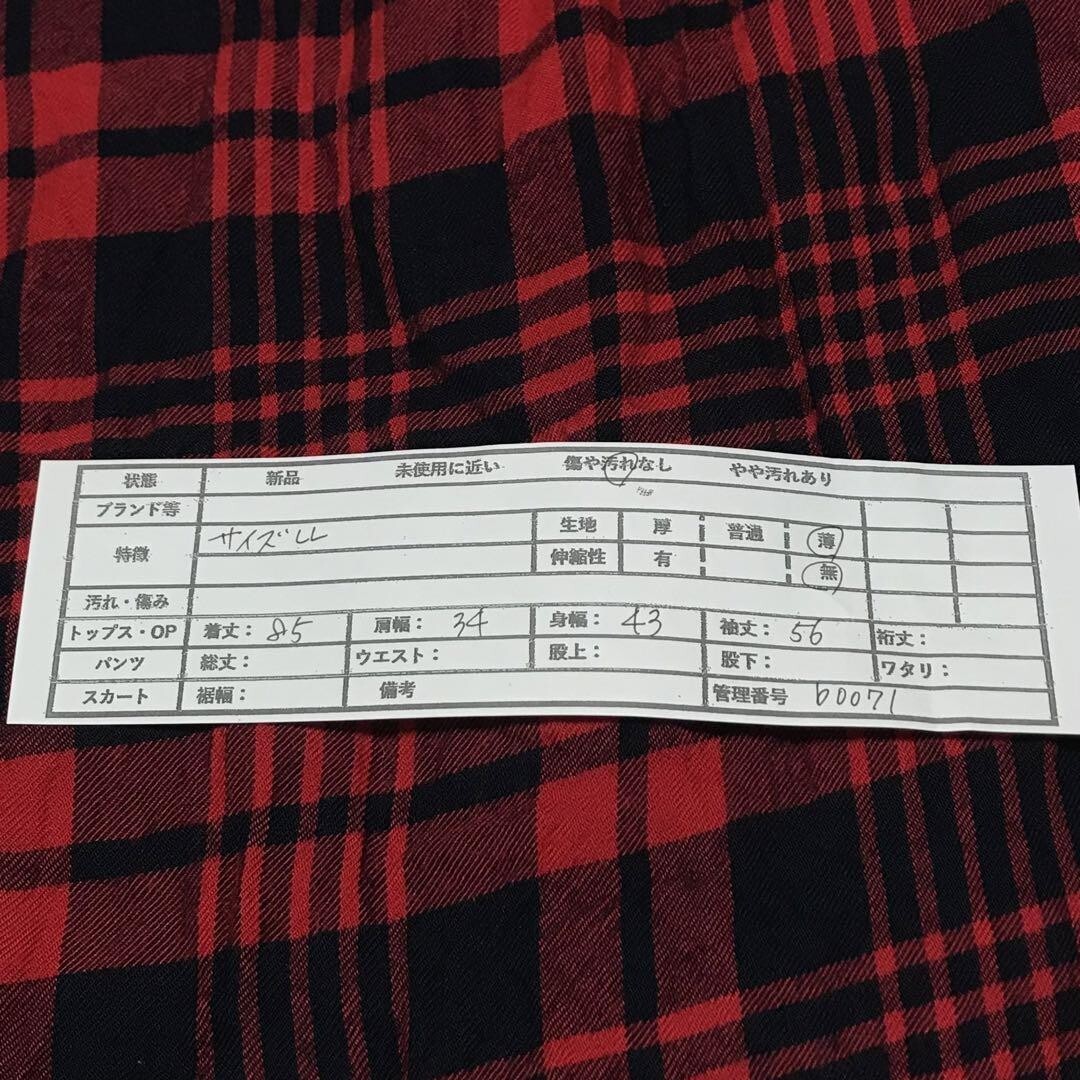 状態 新品 未使用に近い 傷や汚れなし やや汚れあり
ブランド等
特徴 サイズLL 生地 厚 普通 薄
伸縮性 有 無
汚れ・傷み
トップス・OP 着丈： 85 肩幅： 34 身幅： 43 袖丈： 56 裄丈：
パンツ 総丈： ウエスト： 股上： 股下： ワタリ：
スカート 裾幅： 備考 管理番号 b0071